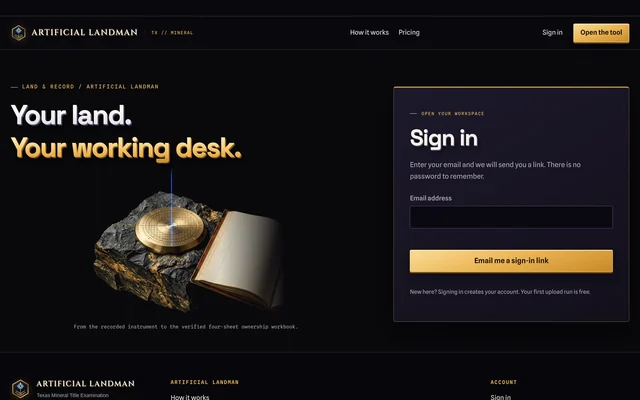 ARTIFICIAL LANDMAN
TX // MINERAL
How it works
Pricing
Sign in
Open the tool
LAND & RECORD / ARTIFICIAL LANDMAN
Your land.
Your working desk.
From the recorded instrument to the verified four-sheet ownership workbook.
OPEN YOUR WORKSPACE
Sign in
Enter your email and we will send you a link. There is no
password to remember.
Email address
Email me a sign-in link
New here? Signing in creates your account. Your first upload run is free.
ARTIFICIAL LANDMAN
Texas Mineral Title Examination
ARTIFICIAL LANDMAN
How it works
ACCOUNT
Sign in